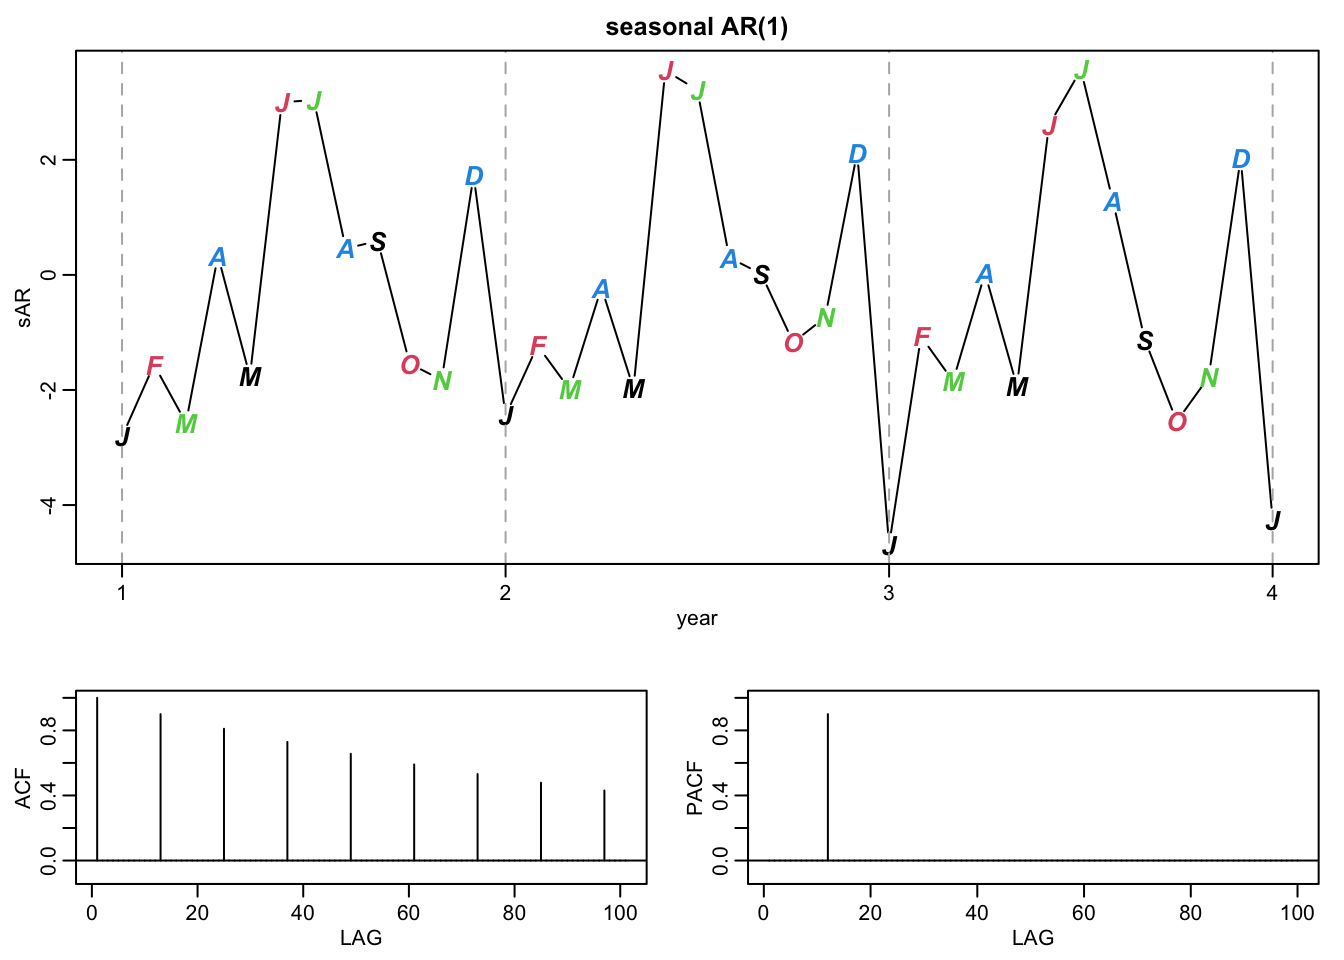 seasonal AR(1)
sAR
2
0
-2
-4
J F M A M J J A S O N D J F M A M J J A S O N D J F M A M J J A S O N D J
1 2 3 4
year
ACF
0.8
0.4
0.0
0 20 40 60 80 100
LAG
PACF
0.8
0.4
0.0
0 20 40 60 80 100
LAG